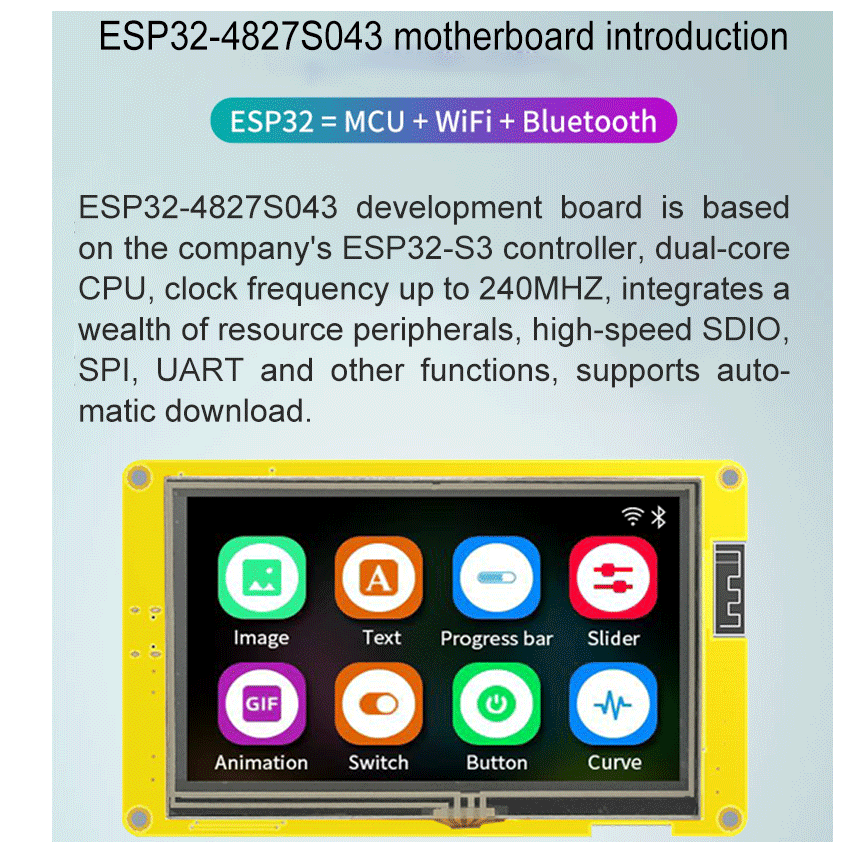 ESP32-4827S043 motherboard introduction
ESP32 = MCU + WiFi + Bluetooth
ESP32-4827S043 development board is based
on the company's ESP32-S3 controller, dual-core
CPU, clock frequency up to 240MHZ, integrates a
wealth of resource peripherals, high-speed SDIO,
SPI, UART and other functions, supports auto-
matic download.
A
Image Text Progress bar Slider
GIF
Animation Switch Button Curve